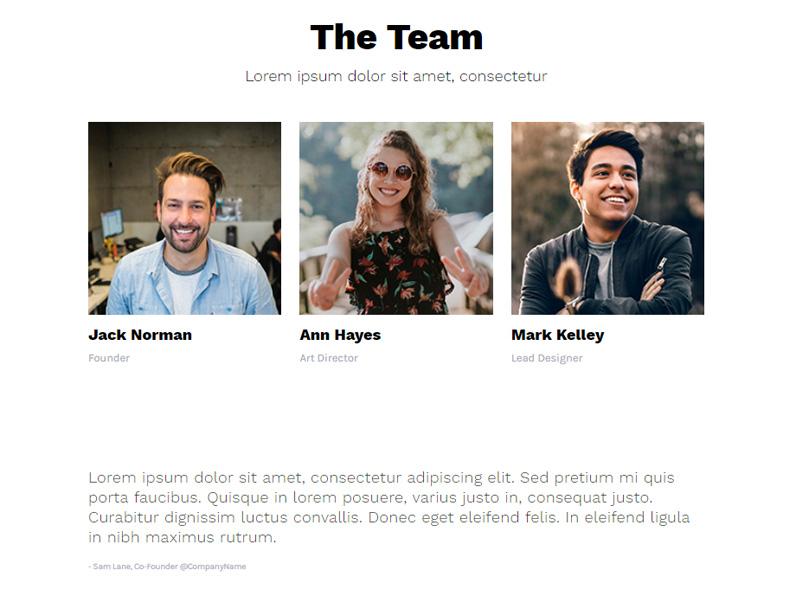 The Team
Lorem ipsum dolor sit amet, consectetur
Jack Norman
Founder
Ann Hayes
Art Director
Mark Kelley
Lead Designer
Lorem ipsum dolor sit amet, consectetur adipiscing elit. Sed pretium mi quis
porta faucibus. Quisque in lorem posuere, varius justo in, consequat justo.
Curabitur dignissim luctus convallis. Donec eget eleifend felis. In eleifend ligula
in nibh maximus rutrum.
- Sam Lane, Co-Founder @CompanyName